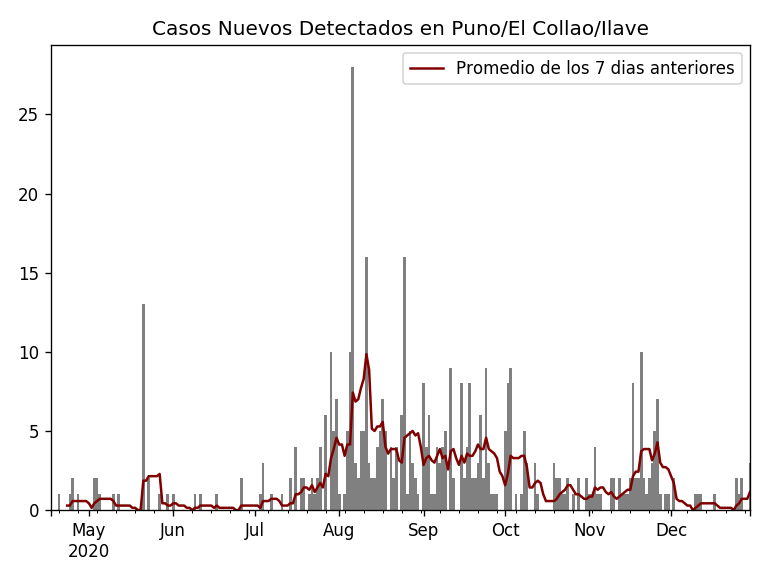 Casos Nuevos Detectados en Puno/El Collao/Ilave
Promedio de los 7 dias anteriores
25
20
15
10
5
0
May Jun Jul Aug Sep Oct Nov Dec
2020